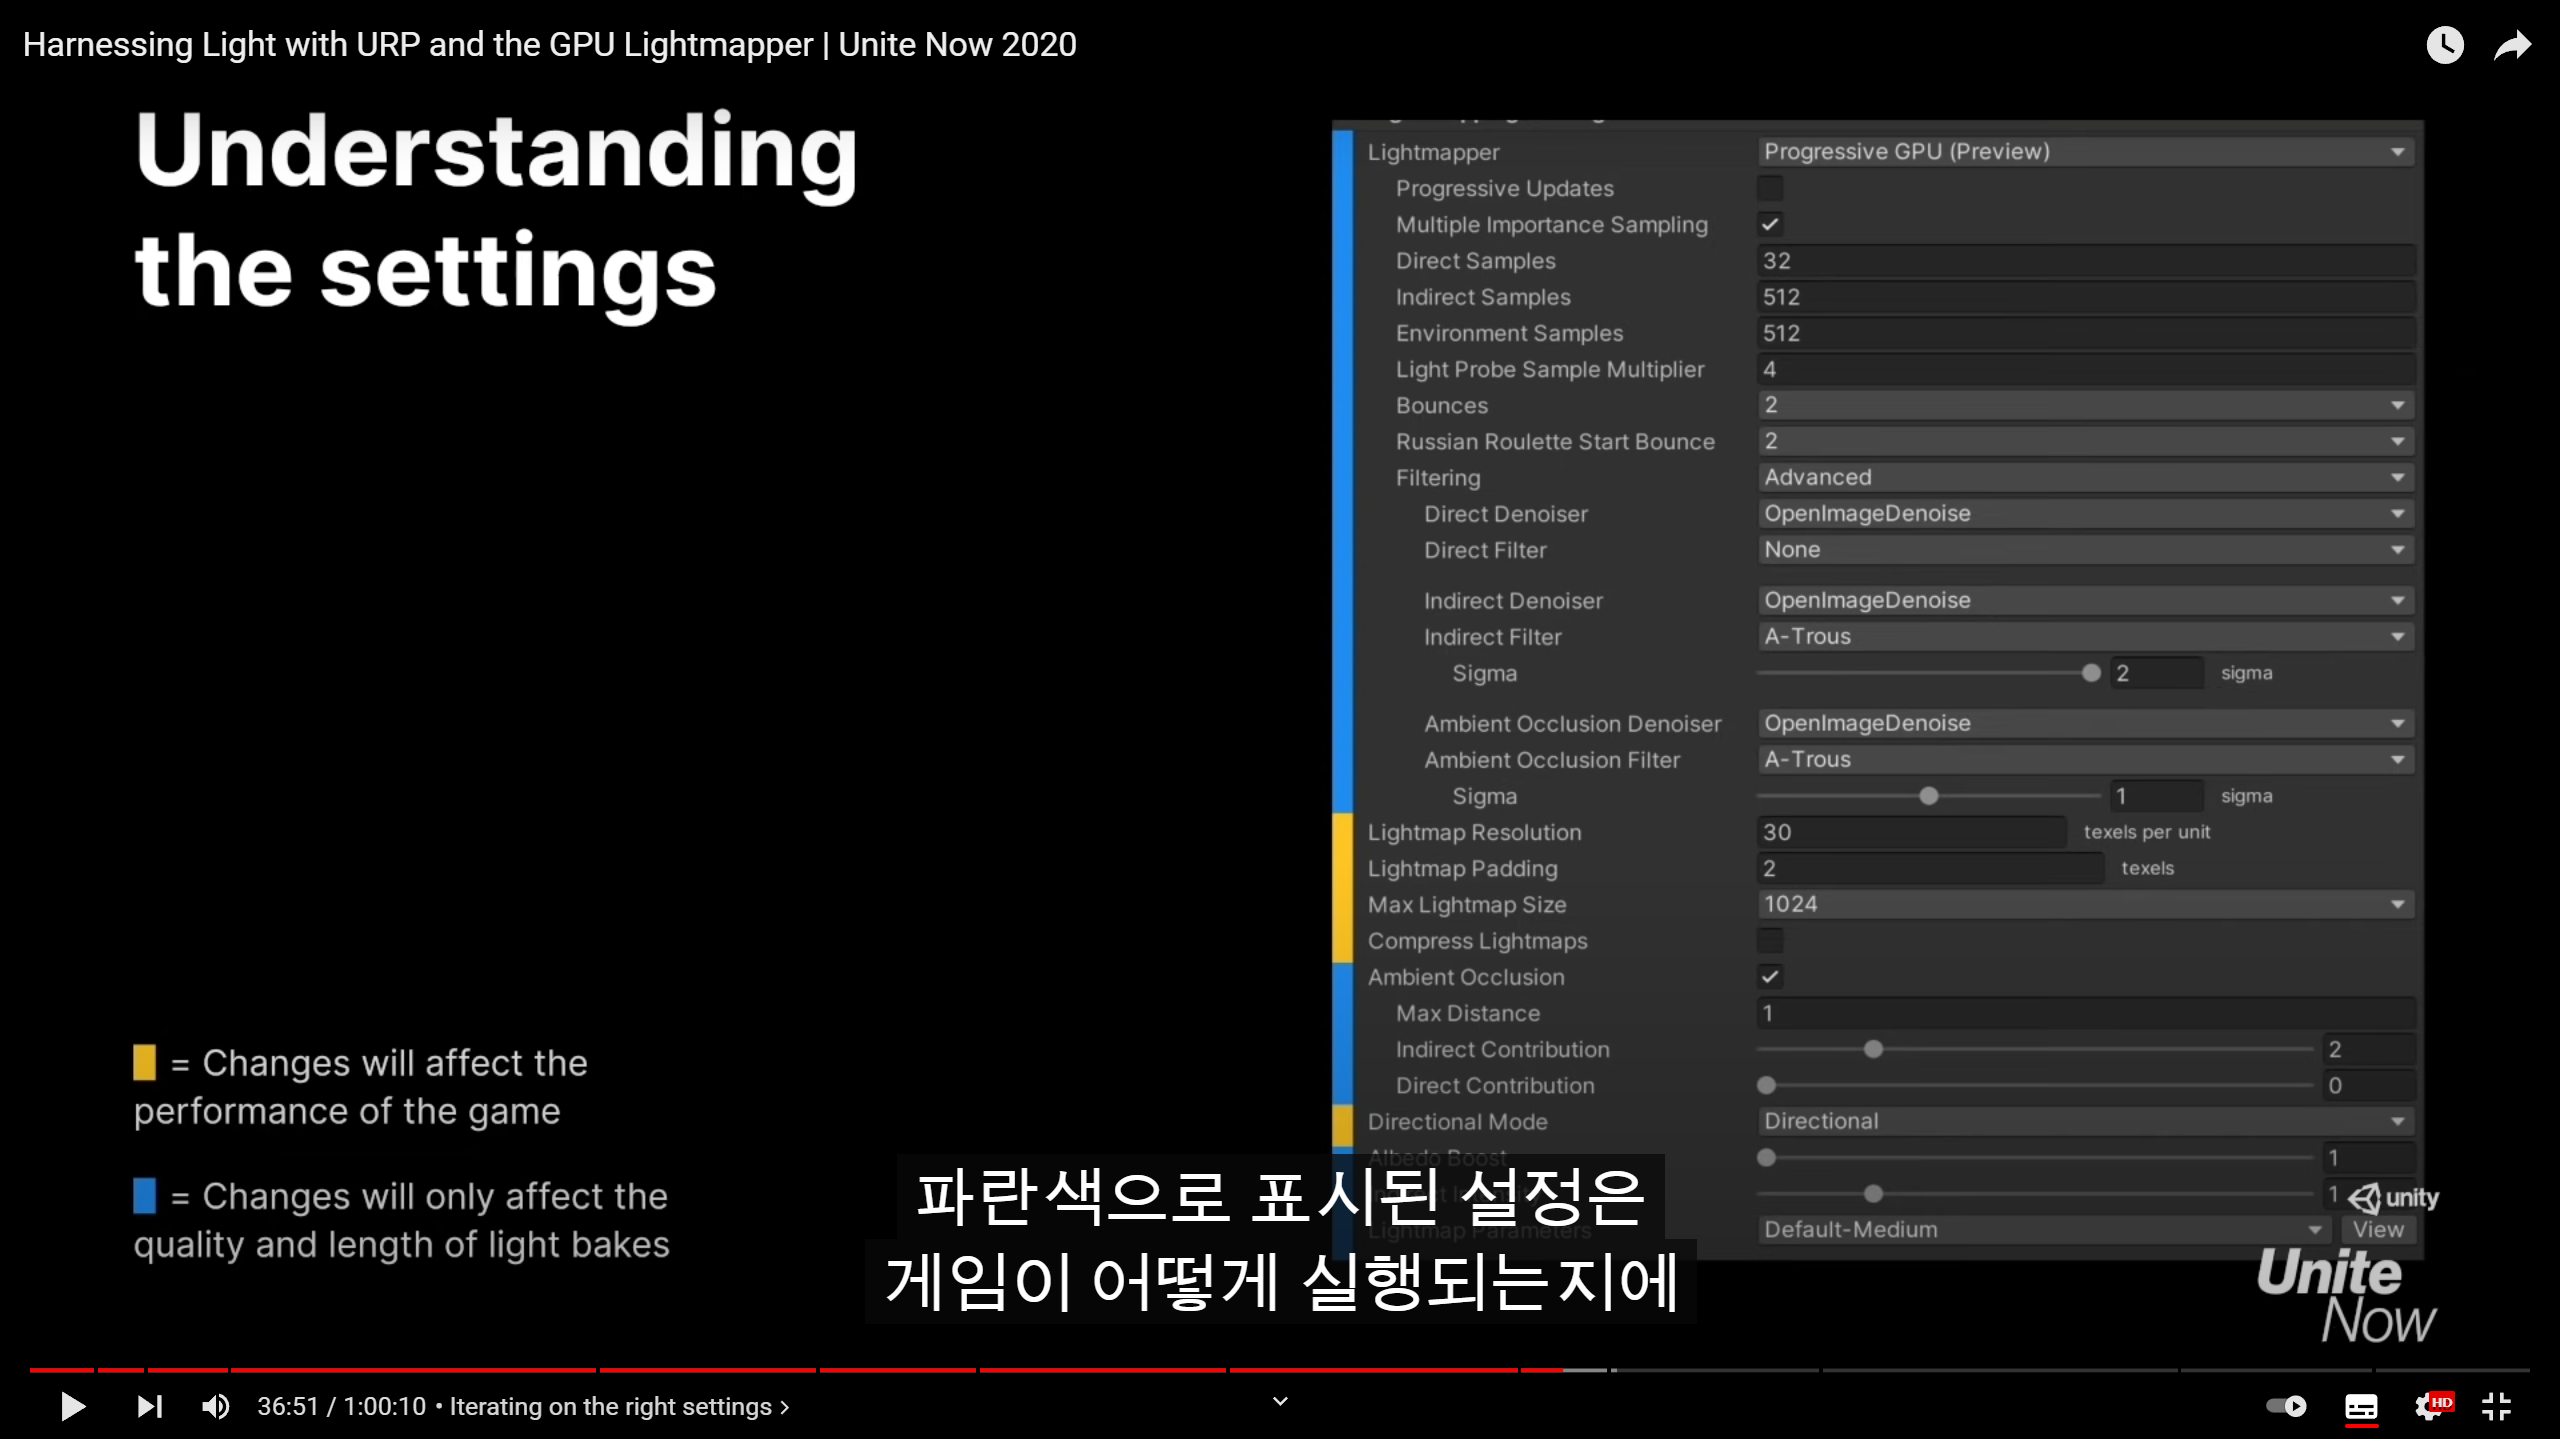 Harnessing Light with URP and the GPU Lightmapper | Unite Now 2020
Understanding
the settings
Lightmapper Progressive GPU (Preview)
Progressive Updates
Multiple Importance Sampling
Direct Samples 32
Indirect Samples 512
Environment Samples 512
Light Probe Sample Multiplier 4
Bounces 2
Russian Roulette Start Bounce 2
Filtering Advanced
Direct Denoiser OpenImageDenoise
Direct Filter None
Indirect Denoiser OpenImageDenoise
Indirect Filter A-Trous
Sigma 2 sigma
Ambient Occlusion Denoiser OpenImageDenoise
Ambient Occlusion Filter A-Trous
Sigma 1 sigma
Lightmap Resolution 30 texels per unit
Lightmap Padding 2 texels
Max Lightmap Size 1024
Compress Lightmaps
Ambient Occlusion
Max Distance 1
Indirect Contribution 2
Direct Contribution 0
Directional Mode Directional
Albedo Boost 1
1
Lightmap Parameters Default-Medium View
= Changes will affect the
performance of the game
= Changes will only affect the
quality and length of light bakes
파란색으로 표시된 설정은
게임이 어떻게 실행되는지에
unity
Unite
Now
36:51 / 1:00:10 • Iterating on the right settings
HD